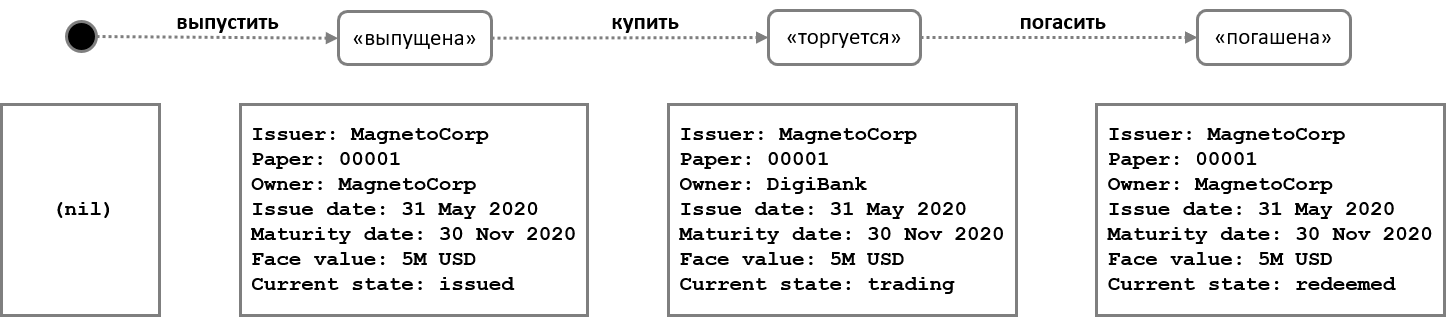 выпустить
купить
погасить
«выпущена»
«торгуется»
«погашена»
(nil)
Issuer: MagnetoCorp
Paper: 00001
Owner: MagnetoCorp
Issue date: 31 May 2020
Maturity date: 30 Nov 2020
Face value: 5M USD
Current state: issued
Issuer: MagnetoCorp
Paper: 00001
Owner: DigiBank
Issue date: 31 May 2020
Maturity date: 30 Nov 2020
Face value: 5M USD
Current state: trading
Issuer: MagnetoCorp
Paper: 00001
Owner: MagnetoCorp
Issue date: 31 May 2020
Maturity date: 30 Nov 2020
Face value: 5M USD
Current state: redeemed